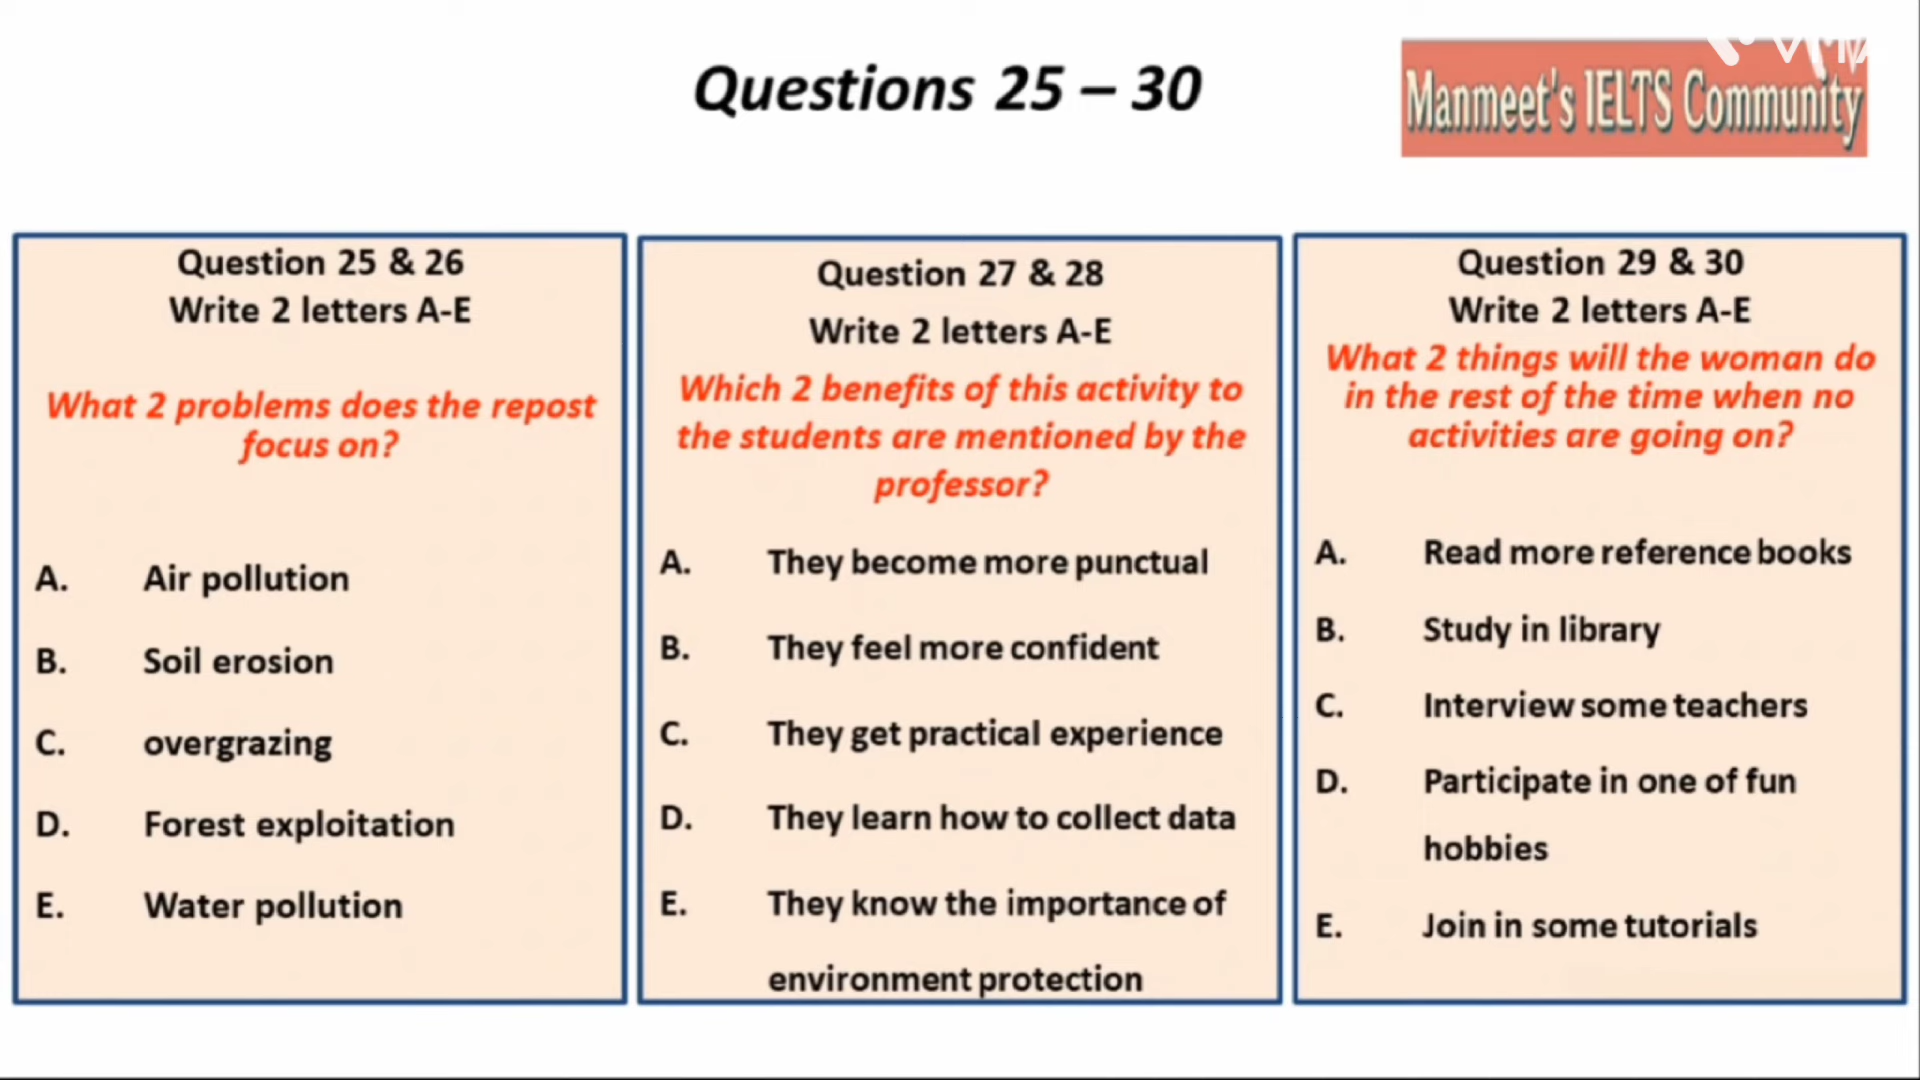 Questions 25 – 30
Manmeet's IELTS Community
Question 25 & 26
Write 2 letters A-E
What 2 problems does the repost
focus on?
A. Air pollution
B. Soil erosion
C. overgrazing
D. Forest exploitation
E. Water pollution
Question 27 & 28
Write 2 letters A-E
Which 2 benefits of this activity to
the students are mentioned by the
professor?
A. They become more punctual
B. They feel more confident
C. They get practical experience
D. They learn how to collect data
E. They know the importance of
environment protection
Question 29 & 30
Write 2 letters A-E
What 2 things will the woman do
in the rest of the time when no
activities are going on?
A. Read more reference books
B. Study in library
C. Interview some teachers
D. Participate in one of fun
hobbies
E. Join in some tutorials